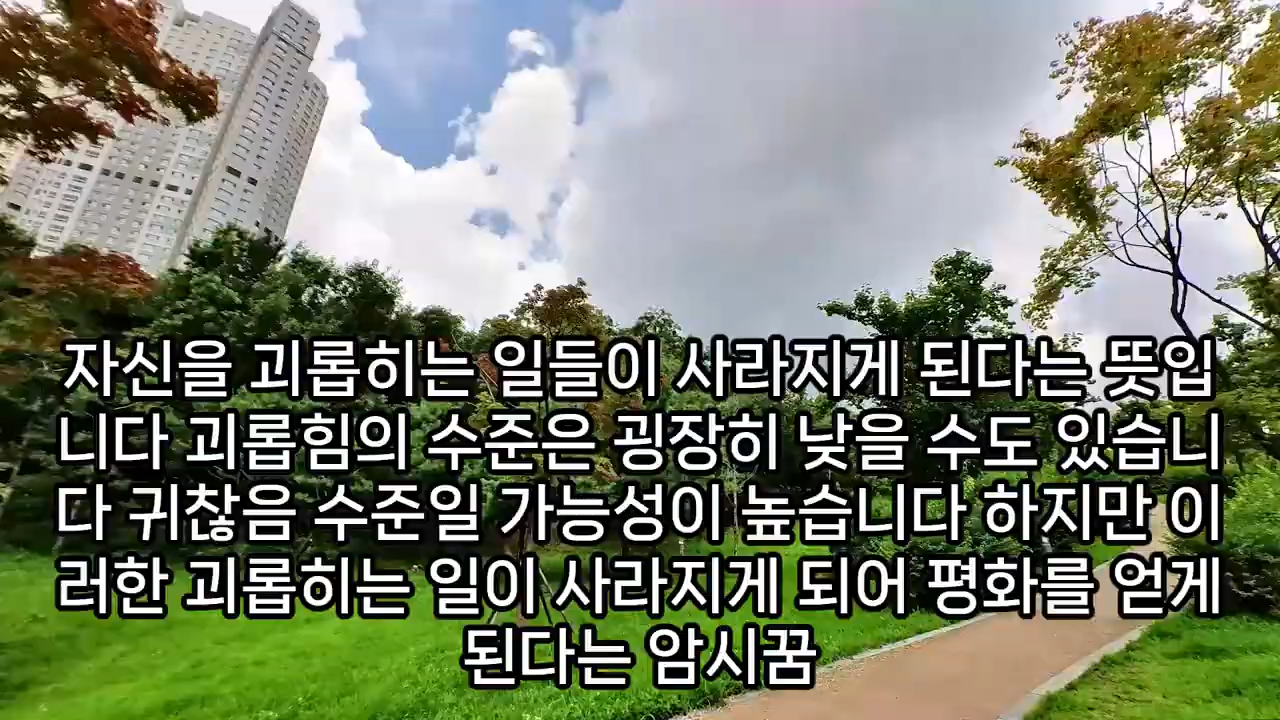 자신을 괴롭히는 일들이 사라지게 된다는 뜻입
니다 괴롭힘의 수준은 굉장히 낮을 수도 있습니
다 귀찮음 수준일 가능성이 높습니다 하지만 이
러한 괴롭히는 일이 사라지게 되어 평화를 얻게
된다는 암시꿈